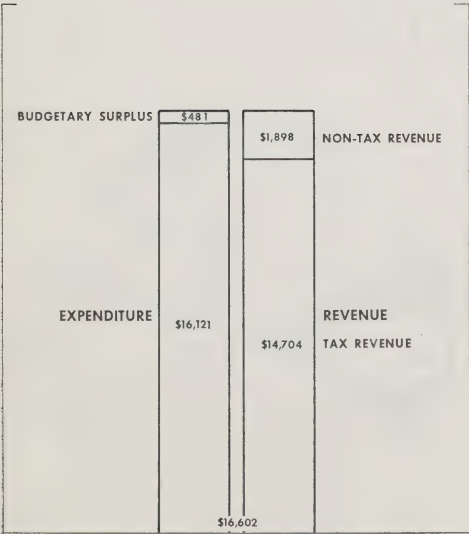 BUDGETARY SURPLUS $481
$1,898 NON-TAX REVENUE
EXPENDITURE $16,121
REVENUE
$14,704 TAX REVENUE
$16,602